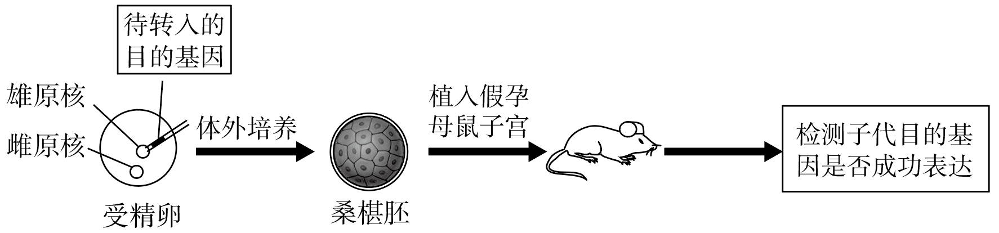 待转入的
目的基因
雄原核
雌原核
受精卵
体外培养
桑椹胚
植入假孕
母鼠子宫
检测子代目的基
因是否成功表达